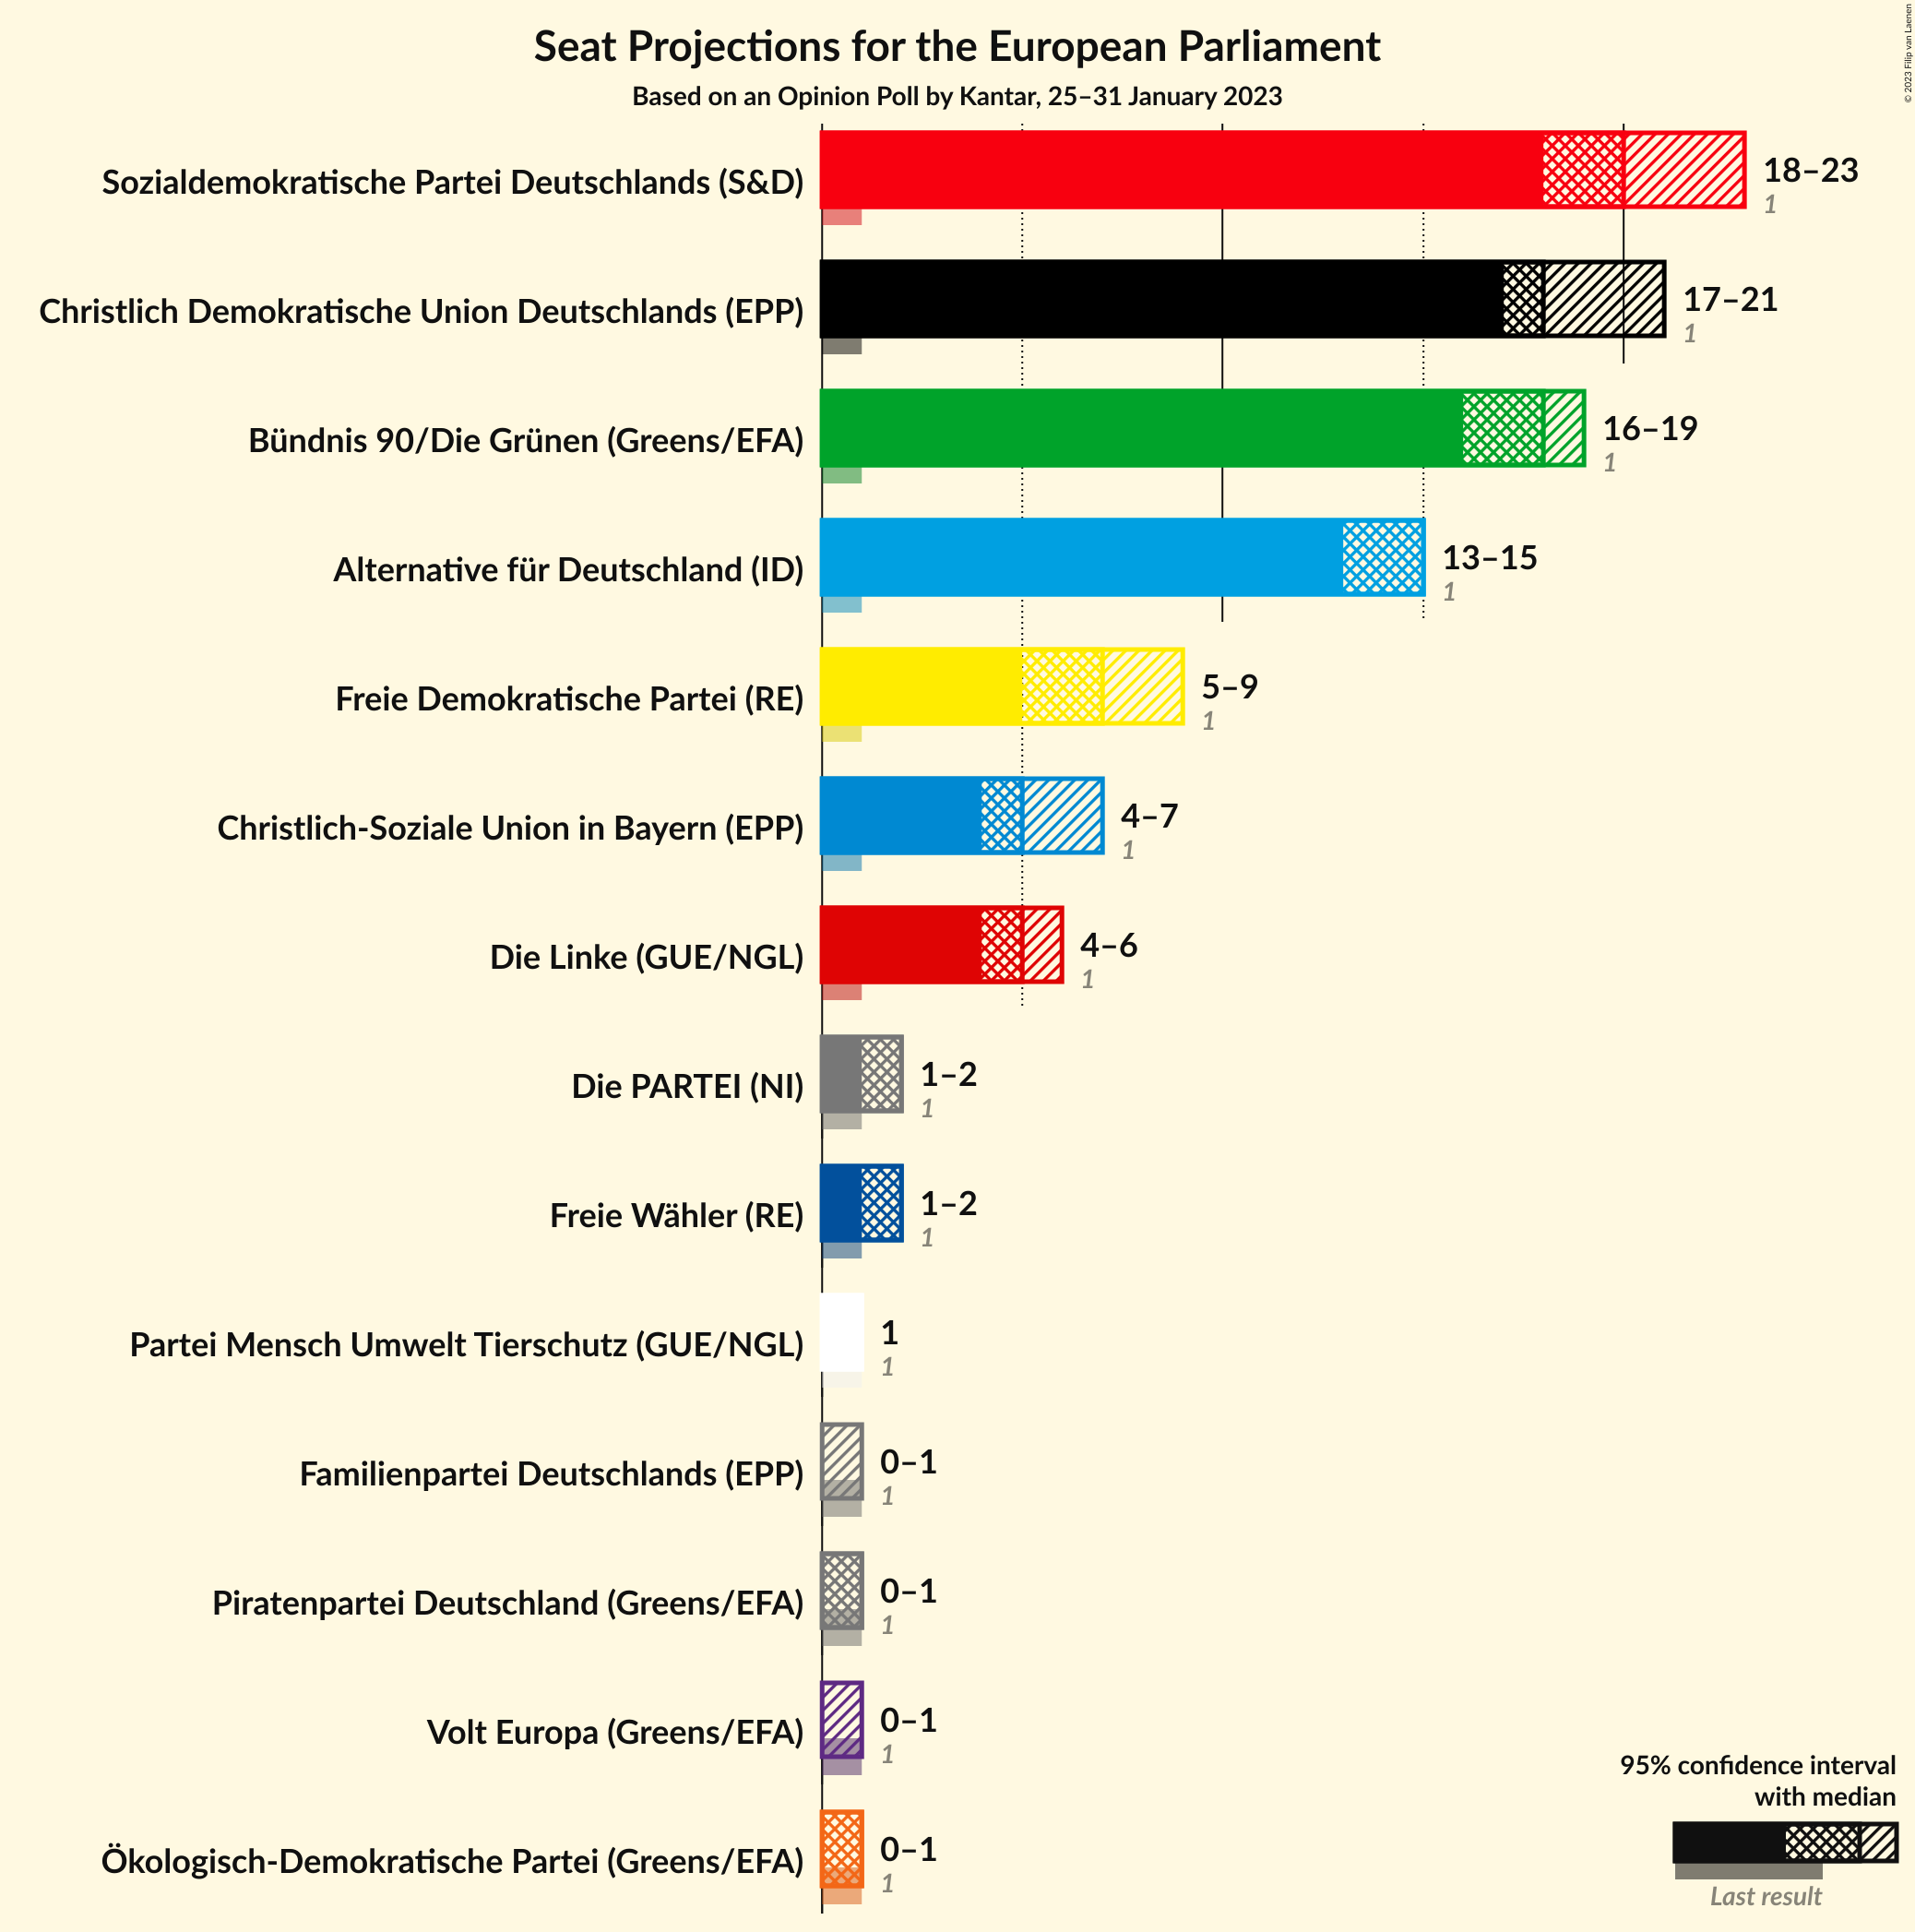 Seat Projections for the European Parliament
Based on an Opinion Poll by Kantar, 25–31 January 2023
© 2023 Filip van Laenen
Sozialdemokratische Partei Deutschlands (S&D)
18–23
1
Christlich Demokratische Union Deutschlands (EPP)
17–21
1
Bündnis 90/Die Grünen (Greens/EFA)
16–19
1
Alternative für Deutschland (ID)
13–15
1
Freie Demokratische Partei (RE)
5–9
1
Christlich-Soziale Union in Bayern (EPP)
4–7
1
Die Linke (GUE/NGL)
4–6
1
Die PARTEI (NI)
1–2
1
Freie Wähler (RE)
1–2
1
Partei Mensch Umwelt Tierschutz (GUE/NGL)
1
1
Familienpartei Deutschlands (EPP)
0–1
1
Piratenpartei Deutschland (Greens/EFA)
0–1
1
Volt Europa (Greens/EFA)
0–1
1
Ökologisch-Demokratische Partei (Greens/EFA)
0–1
1
95% confidence interval
with median
Last result